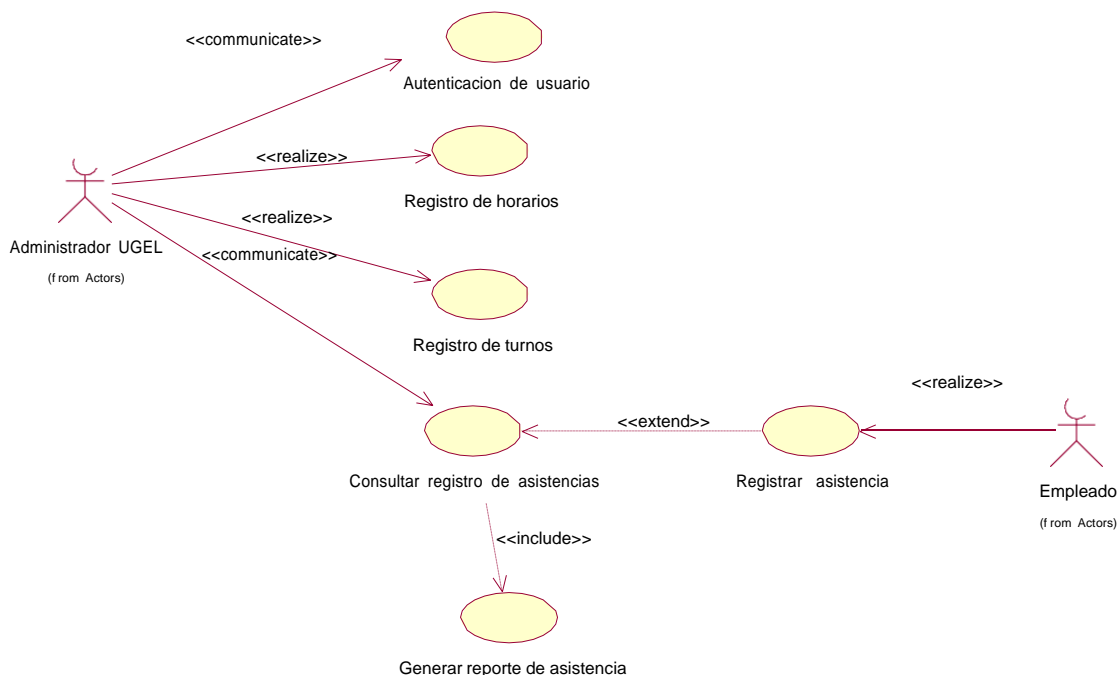 <<communicate>>
Autenticacion de usuario
<<realize>>
Registro de horarios
<<realize>>
Administrador UGEL
<<communicate>>
(f rom Actors)
Registro de turnos
<<realize>>
<<extend>>
Consultar registro de asistencias
Registrar asistencia
Empleado
(f rom Actors)
<<include>>
Generar reporte de asistencia